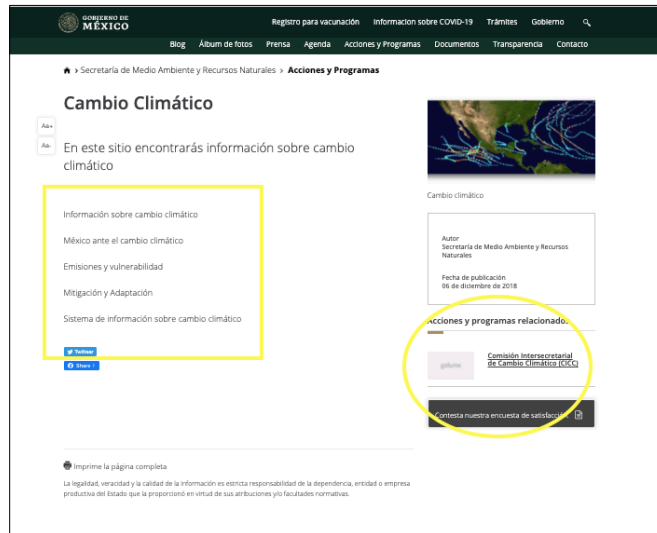 GOBIERNO DE
MÉXICO
Registro para vacunación Informacion sobre COVID-19 Trámites Gobierno
Blog Álbum de fotos Prensa Agenda Acciones y Programas Documentos Transparencia Contacto
> Secretaría de Medio Ambiente y Recursos Naturales > Acciones y Programas
Cambio Climático
Aa+
Aa-
En este sitio encontrarás información sobre cambio
climático
Información sobre cambio climático
México ante el cambio climático
Emisiones y vulnerabilidad
Mitigación y Adaptación
Sistema de información sobre cambio climático
Twittear
Share
Cambio climático
Autor
Secretaría de Medio Ambiente y Recursos
Naturales
Fecha de publicación
06 de diciembre de 2018
Acciones y programas relacionados
gobmx
Comisión Intersecretarial
de Cambio Climático (CICC)
Contesta nuestra encuesta de satisfacción
Imprime la página completa
La legalidad, veracidad y la calidad de la información es estricta responsabilidad de la dependencia, entidad o empresa
productiva del Estado que la proporcionó en virtud de sus atribuciones y/o facultades normativas.